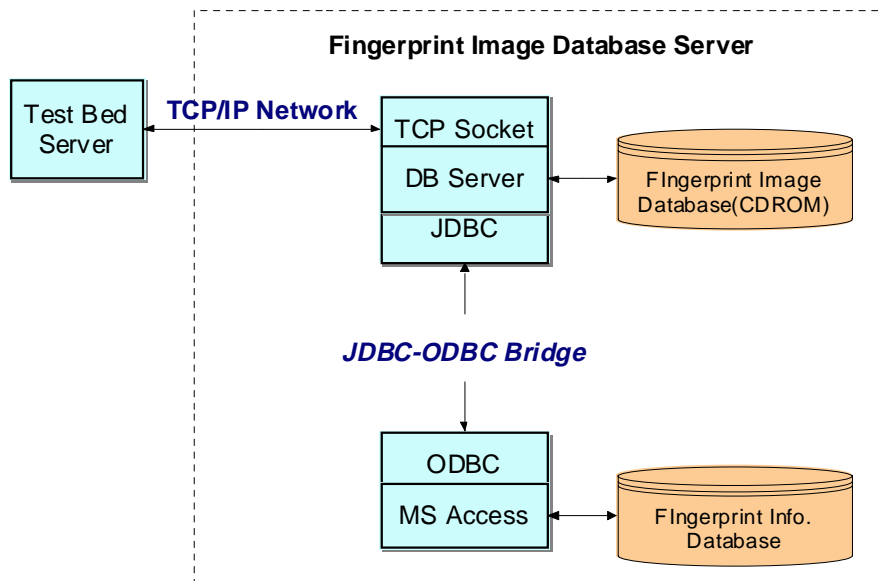 Fingerprint Image Database Server
Test Bed
Server
TCP/IP Network
TCP Socket
DB Server
JDBC
FIngerprint Image
Database(CDROM)
JDBC-ODBC Bridge
ODBC
MS Access
FIngerprint Info.
Database